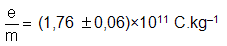 e/m = (1,76 ±0,06)×10¹¹ C.kg⁻¹